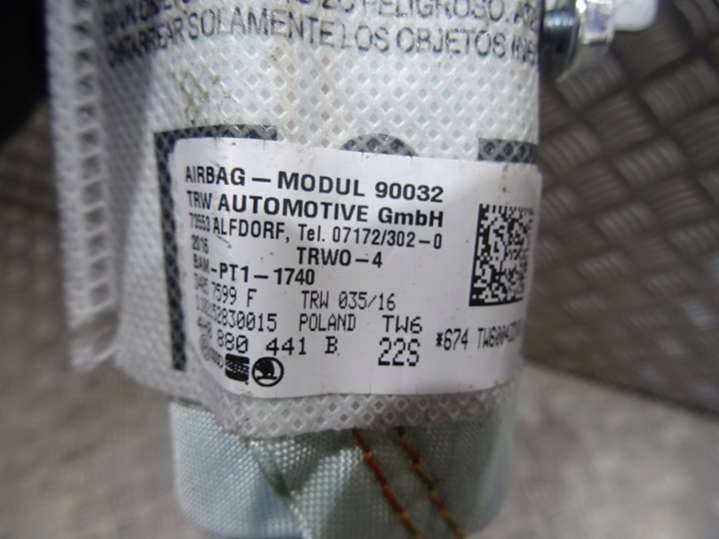 PELIGROSO.
SOLAMENTE LOS OBJETOS
AIRBAG – MODUL 90032
TRW AUTOMOTIVE GmbH
73553 ALFDORF, Tel. 07172/302-0
2016 TRWO-4
BAM-PT1-1740
7599 F TRW 035/16
POLAND TW6
880 441 B 22S *674